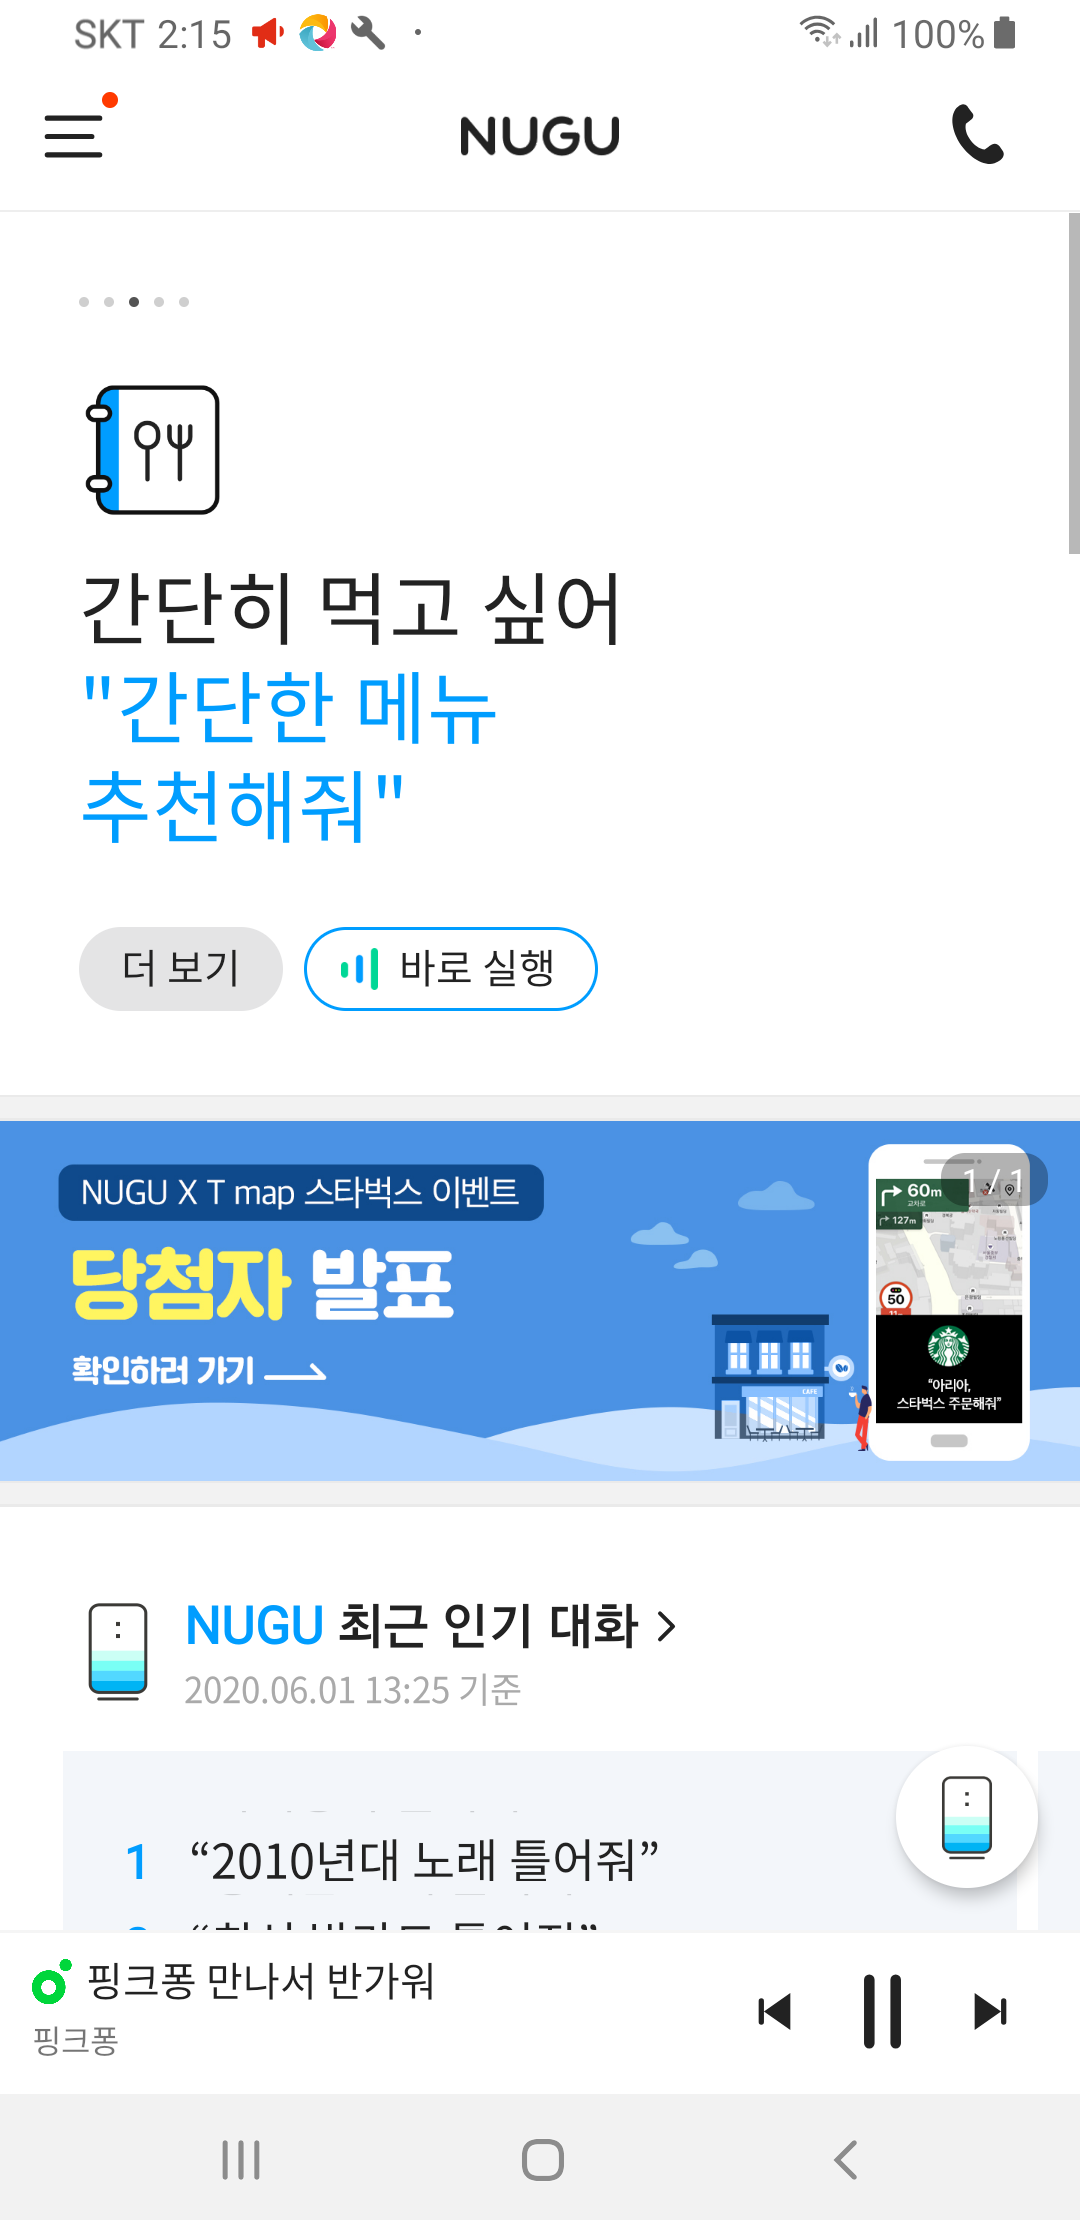 SKT 2:15
100%
NUGU
간단히 먹고 싶어
"간단한 메뉴
추천해줘"
더 보기
바로 실행
NUGU X T map 스타벅스 이벤트
당첨자 발표
확인하러 가기
1 / 1
60m
교차로
127m
50
CAFE
"아리아,
스타벅스 주문해줘"
NUGU 최근 인기 대화 >
2020.06.01 13:25 기준
1 “2010년대 노래 틀어줘”
핑크퐁 만나서 반가워
핑크퐁